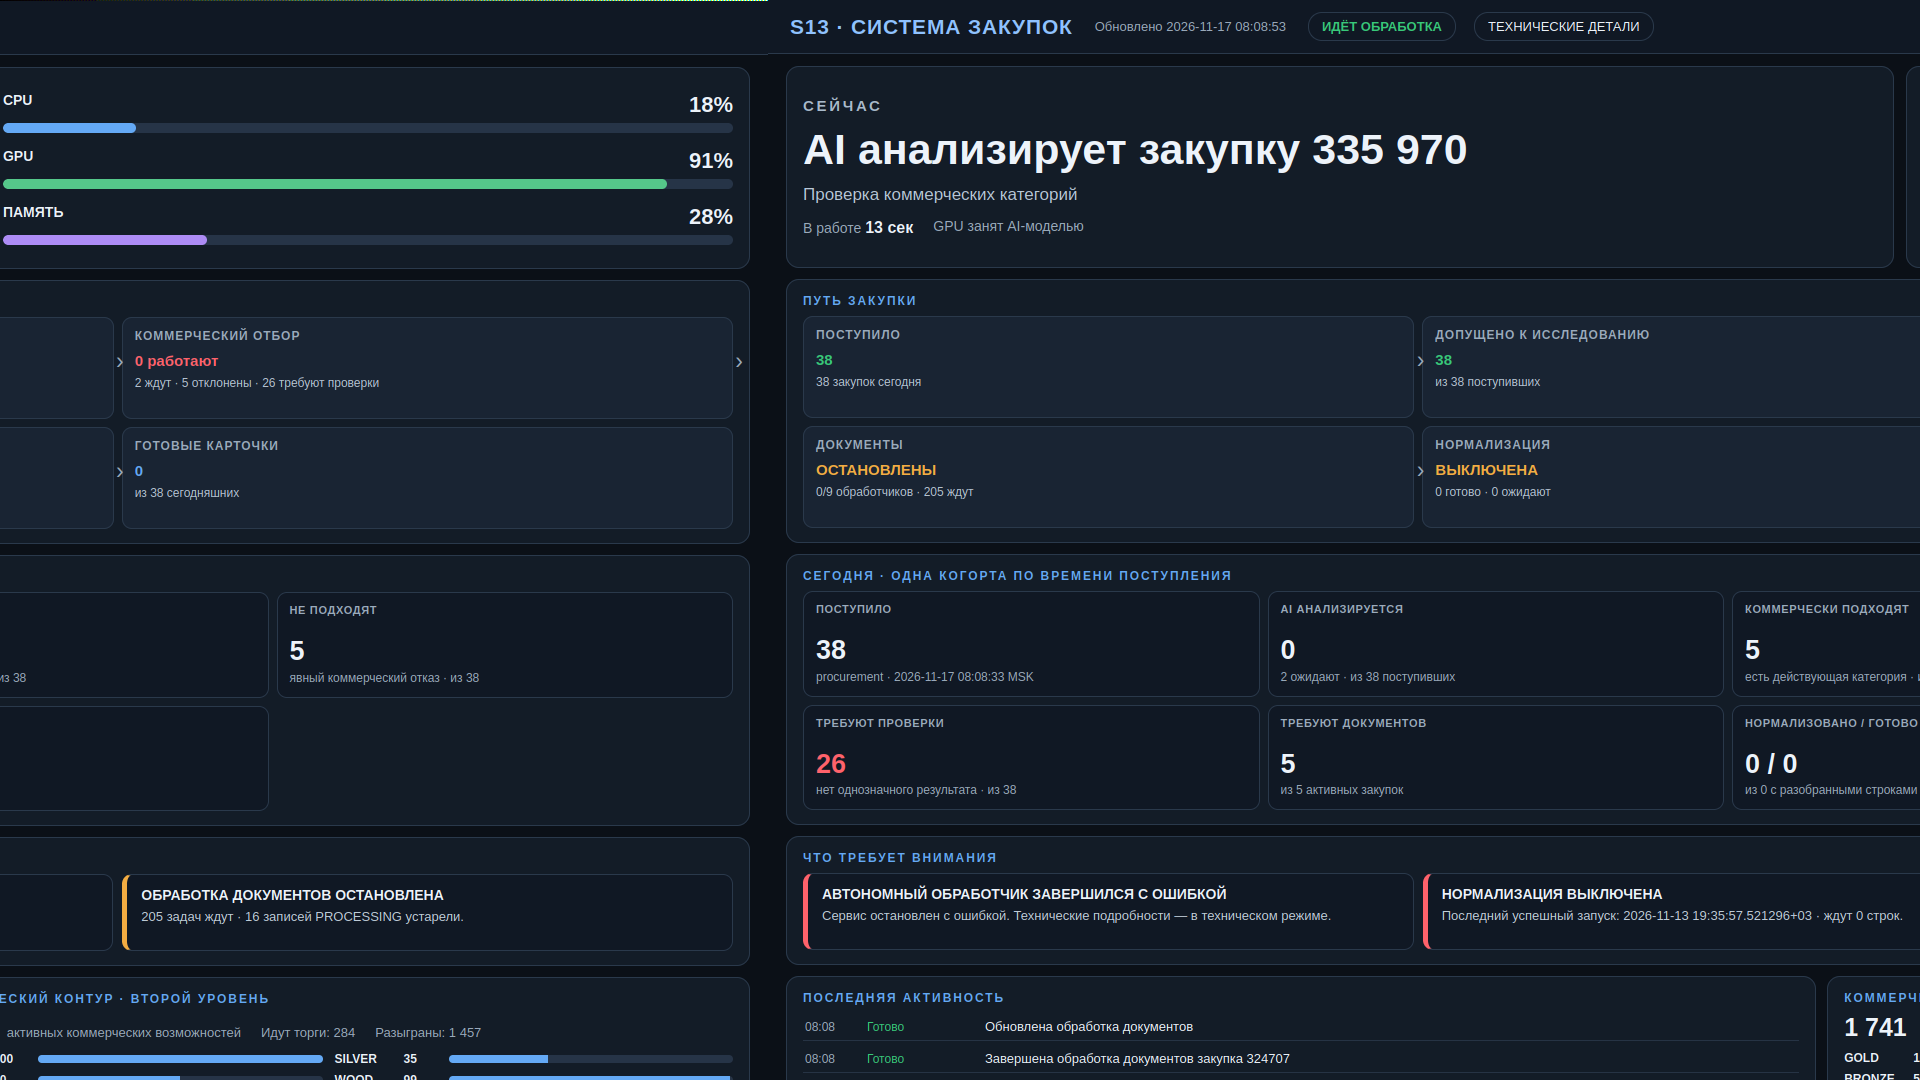 S13 · СИСТЕМА ЗАКУПОК
Обновлено 2026-11-17 08:08:53
ИДЁТ ОБРАБОТКА
ТЕХНИЧЕСКИЕ ДЕТАЛИ
CPU
18%
GPU
91%
ПАМЯТЬ
28%
СЕЙЧАС
AI анализирует закупку 335 970
Проверка коммерческих категорий
В работе 13 сек
GPU занят AI-моделью
КОММЕРЧЕСКИЙ ОТБОР
0 работают
2 ждут · 5 отклонены · 26 требуют проверки
ГОТОВЫЕ КАРТОЧКИ
0
из 38 сегодняшних
ПУТЬ ЗАКУПКИ
ПОСТУПИЛО
38
38 закупок сегодня
ДОПУЩЕНО К ИССЛЕДОВАНИЮ
38
из 38 поступивших
ДОКУМЕНТЫ
ОСТАНОВЛЕНЫ
0/9 обработчиков · 205 ждут
НОРМАЛИЗАЦИЯ
ВЫКЛЮЧЕНА
0 готово · 0 ожидают
из 38
НЕ ПОДХОДЯТ
5
явный коммерческий отказ · из 38
СЕГОДНЯ · ОДНА КОГОРТА ПО ВРЕМЕНИ ПОСТУПЛЕНИЯ
ПОСТУПИЛО
38
procurement · 2026-11-17 08:08:33 MSK
AI АНАЛИЗИРУЕТСЯ
0
2 ожидают · из 38 поступивших
КОММЕРЧЕСКИ ПОДХОДЯТ
5
есть действующая категория ·
ТРЕБУЮТ ПРОВЕРКИ
26
нет однозначного результата · из 38
ТРЕБУЮТ ДОКУМЕНТОВ
5
из 5 активных закупок
НОРМАЛИЗОВАНО / ГОТОВО
0 / 0
из 0 с разобранными строками
ОБРАБОТКА ДОКУМЕНТОВ ОСТАНОВЛЕНА
205 задач ждут · 16 записей PROCESSING устарели.
ЧТО ТРЕБУЕТ ВНИМАНИЯ
АВТОНОМНЫЙ ОБРАБОТЧИК ЗАВЕРШИЛСЯ С ОШИБКОЙ
Сервис остановлен с ошибкой. Технические подробности — в техническом режиме.
НОРМАЛИЗАЦИЯ ВЫКЛЮЧЕНА
Последний успешный запуск: 2026-11-13 19:35:57.521296+03 · ждут 0 строк.
ЕСКИЙ КОНТУР · ВТОРОЙ УРОВЕНЬ
активных коммерческих возможностей
Идут торги: 284
Разыграны: 1 457
00
SILVER 35
0
WOOD 99
ПОСЛЕДНЯЯ АКТИВНОСТЬ
08:08 Готово Обновлена обработка документов
08:08 Готово Завершена обработка документов закупка 324707
КОММЕРЧ
1 741
GOLD 1
BRONZE 5